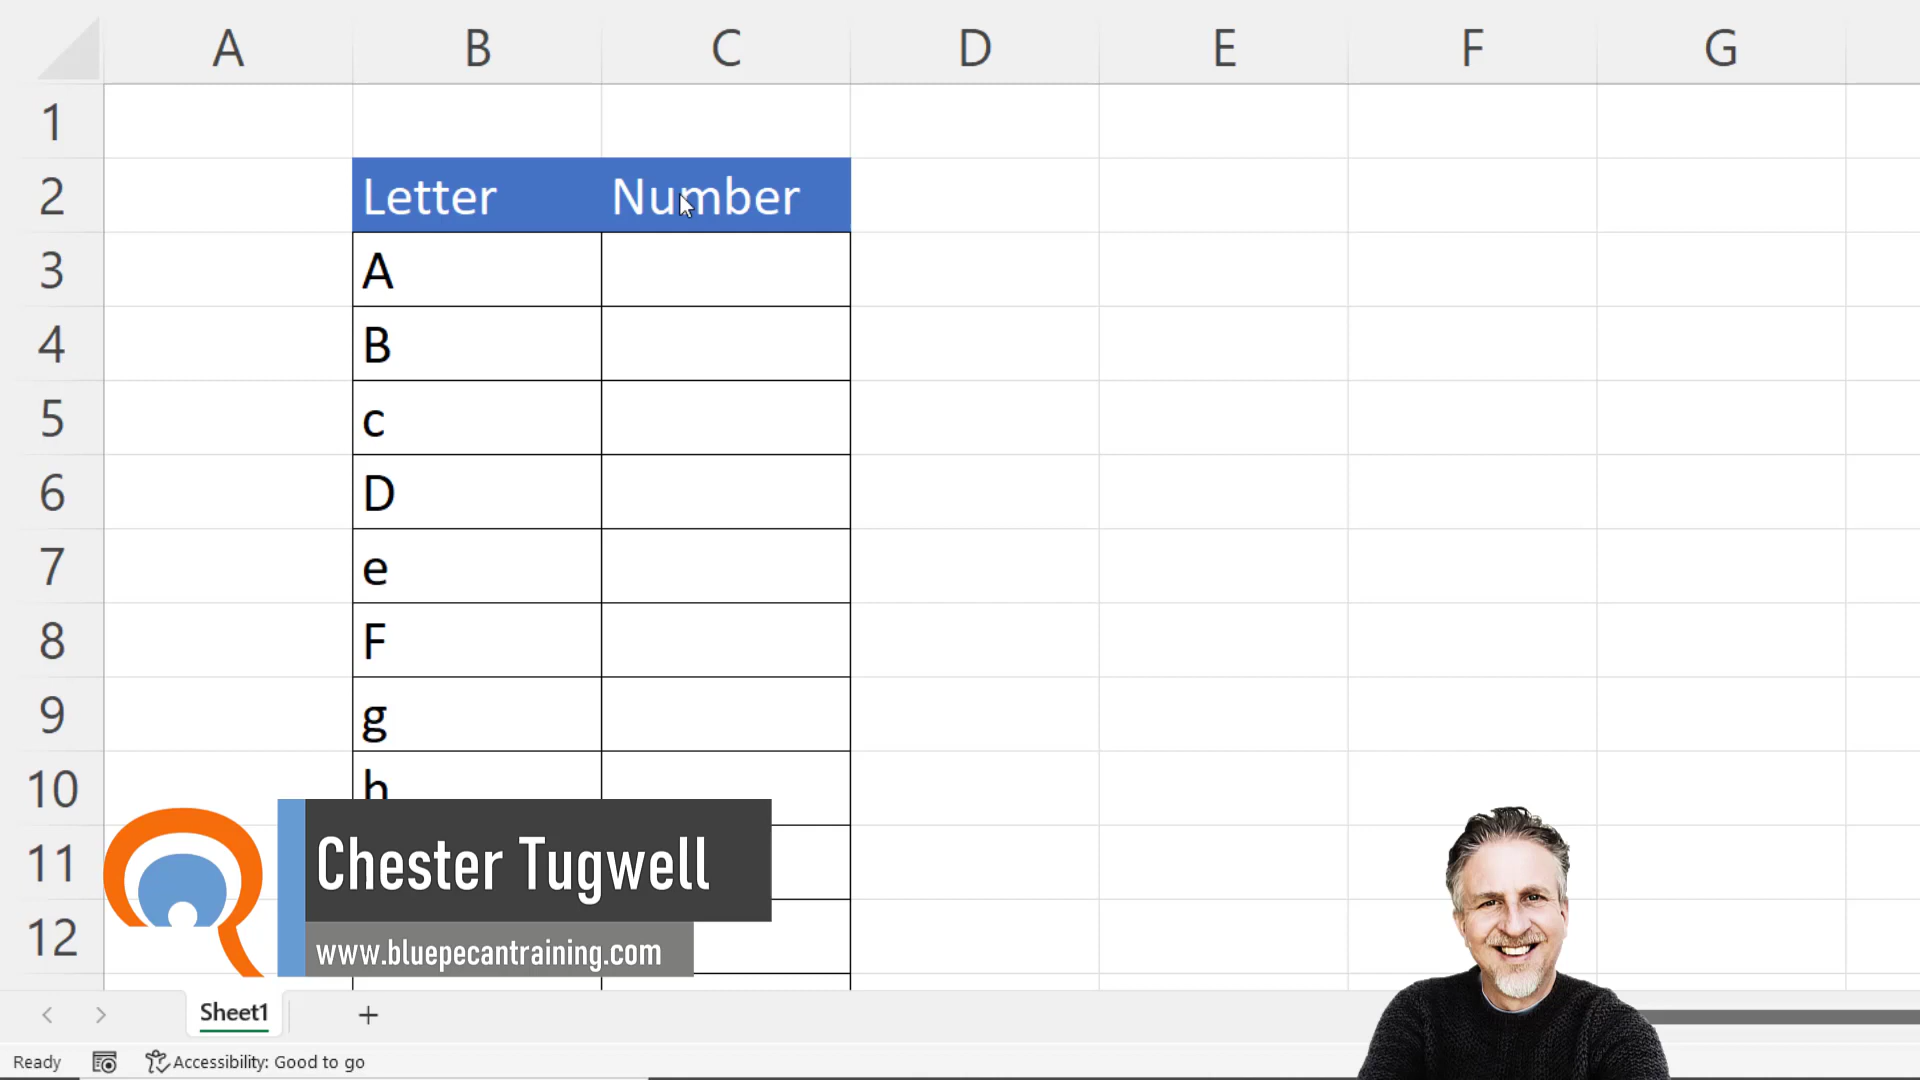 A B C D E F G
1
2 Letter Number
3 A
4 B
5 c
6 D
7 e
8 F
9 g
10 h
11
12
Chester Tugwell
www.bluepecantraining.com
Sheet1
Ready Accessibility: Good to go